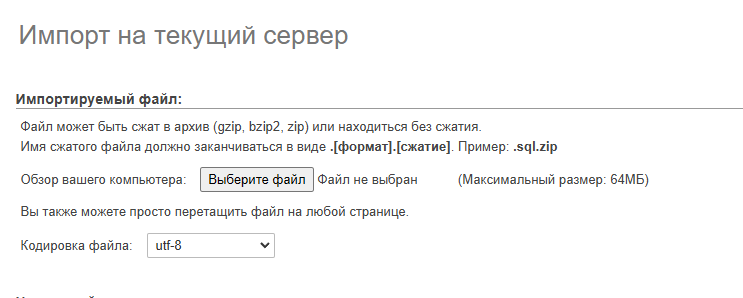 Импорт на текущий сервер
Импортируемый файл:
Файл может быть сжат в архив (gzip, bzip2, zip) или находиться без сжатия.
Имя сжатого файла должно заканчиваться в виде .[формат].[сжатие]. Пример: .sql.zip
Обзор вашего компьютера: Выберите файл Файл не выбран (Максимальный размер: 64МБ)
Вы также можете просто перетащить файл на любой странице.
Кодировка файла: utf-8